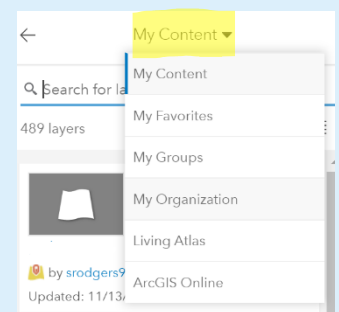 My Content
Search for la
My Content
489 layers
My Favorites
My Groups
My Organization
Living Atlas
by srodgers9
ArcGIS Online
Updated: 11/13/